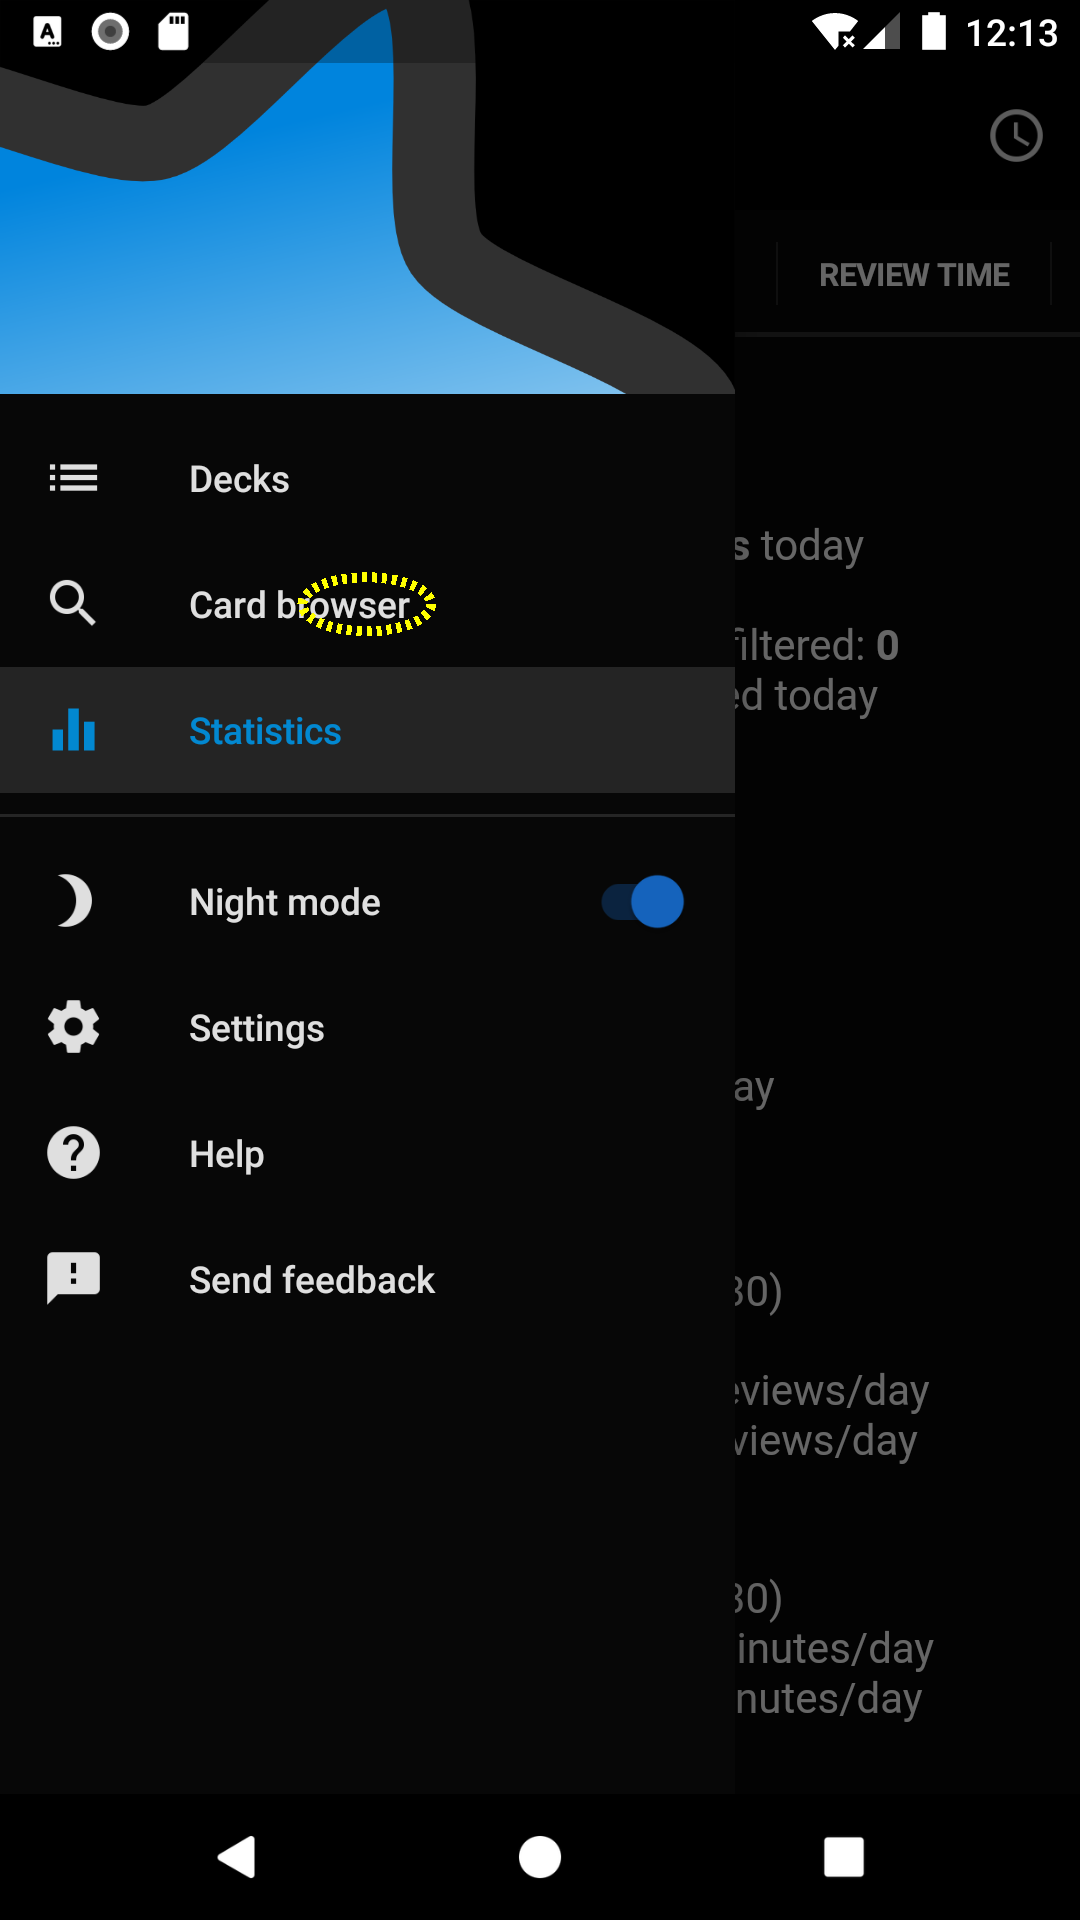 12:13
REVIEW TIME
Decks
s today
Card browser
filtered: 0
ed today
Statistics
Night mode
Settings
ay
Help
Send feedback
30)
eviews/day
views/day
30)
inutes/day
nutes/day